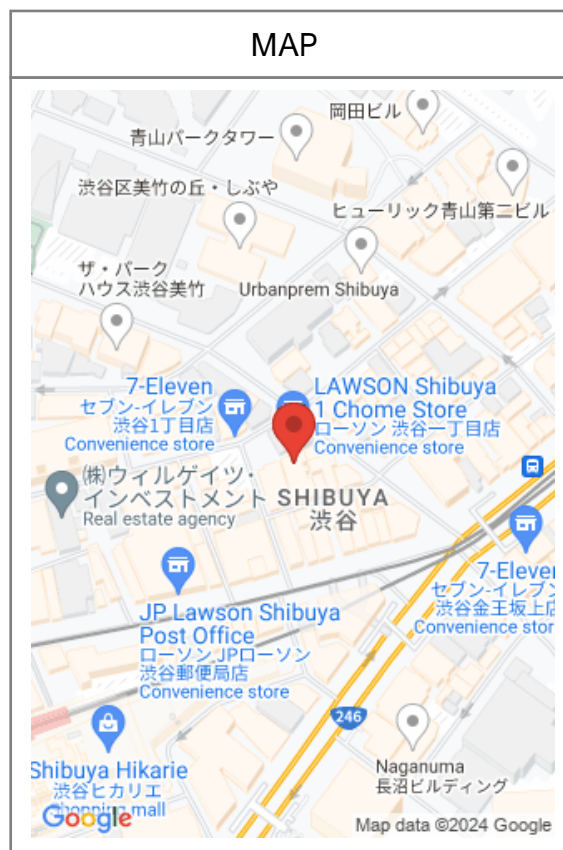 MAP
岡田ビル
青山パークタワー
渋谷区美竹の丘・しぶや
ヒューリック青山第二ビル
ザ・パーク
ハウス渋谷美竹
Urbanprem Shibuya
7-Eleven
セブン-イレブン
渋谷1丁目店
Convenience store
LAWSON Shibuya
1 Chome Store
ローソン 渋谷一丁目店
Convenience store
(株)ウィルゲイツ・
インベストメント
Real estate agency
SHIBUYA
渋谷
7-Eleven
セブン-イレブン
渋谷金王坂上店
Convenience stor
JP Lawson Shibuya
Post Office
ローソン JPローソン
渋谷郵便局店
Convenience store
246
Shibuya Hikarie
渋谷ヒカリエ
shopping mall
Naganuma
長沼ビルディング
Google
Map data ©2024 Google